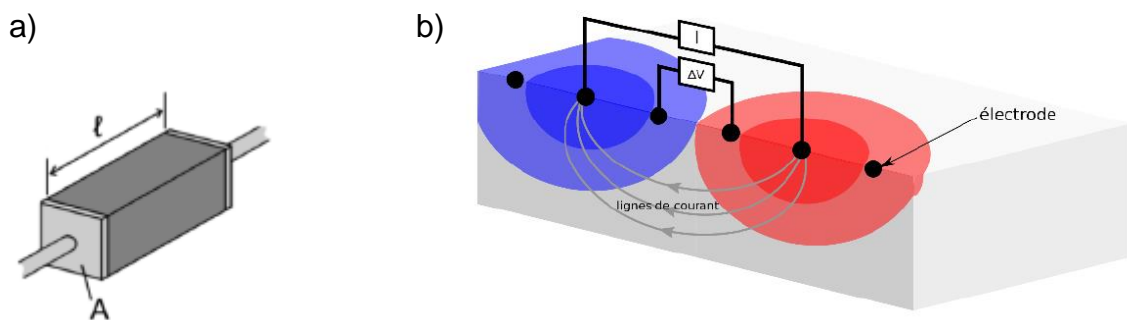 a)
b)
I
ΔV
électrode
ℓ
lignes de courant
A